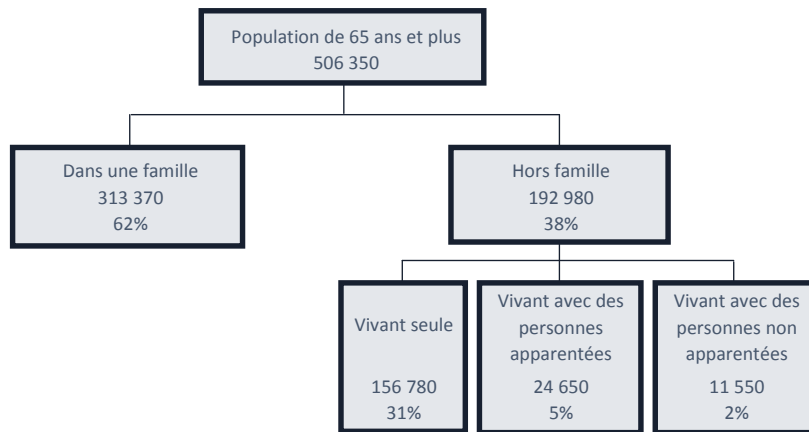 Population de 65 ans et plus
506 350
Dans une famille
313 370
62%
Hors famille
192 980
38%
Vivant seule
156 780
31%
Vivant avec des
personnes
apparentées
24 650
5%
Vivant avec des
personnes non
apparentées
11 550
2%